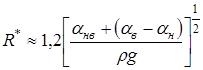 R* ≈ 1,2 [ (α_нв + (α_в − α_н)) / ρg ]^(1/2)